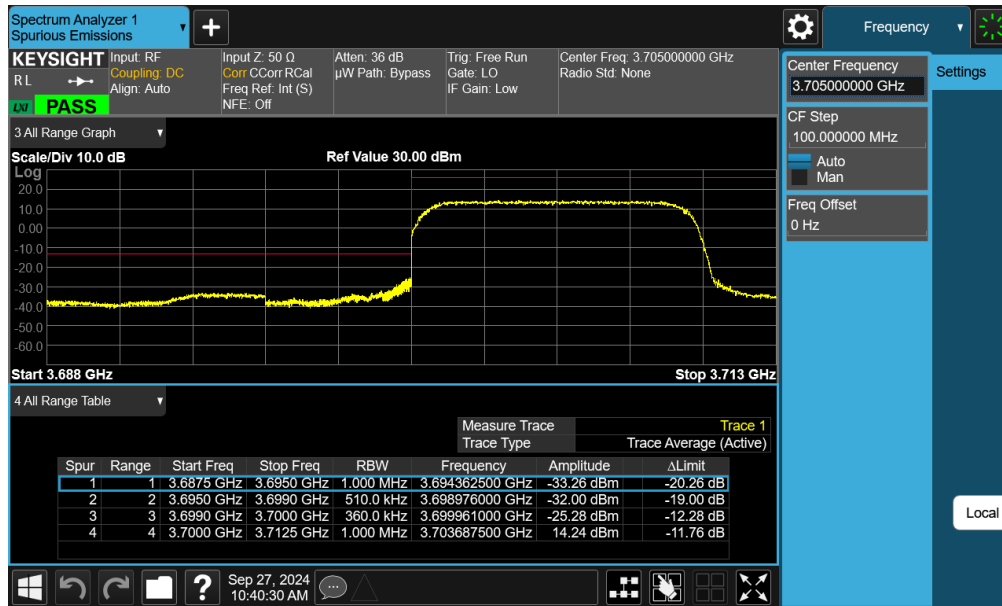 Spectrum Analyzer 1
Spurious Emissions
+
Frequency
KEYSIGHT
R L
LXI
PASS
Input: RF
Coupling: DC
Align: Auto
Input Z: 50 Ω
Corr CCorr RCal
Freq Ref: Int (S)
NFE: Off
Atten: 36 dB
µW Path: Bypass
Trig: Free Run
Gate: LO
IF Gain: Low
Center Freq: 3.705000000 GHz
Radio Std: None
Center Frequency
3.705000000 GHz
Settings
CF Step
100.000000 MHz
Auto
Man
Freq Offset
0 Hz
Local
3 All Range Graph
Scale/Div 10.0 dB
Ref Value 30.00 dBm
Log
20.0
10.0
0.00
-10.0
-20.0
-30.0
-40.0
-50.0
-60.0
Start 3.688 GHz
Stop 3.713 GHz
4 All Range Table
Measure Trace Trace 1
Trace Type Trace Average (Active)
Spur Range Start Freq Stop Freq RBW Frequency Amplitude ΔLimit
1 1 3.6875 GHz 3.6950 GHz 1.000 MHz 3.694362500 GHz -33.26 dBm -20.26 dB
2 2 3.6950 GHz 3.6990 GHz 510.0 kHz 3.698976000 GHz -32.00 dBm -19.00 dB
3 3 3.6990 GHz 3.7000 GHz 360.0 kHz 3.699961000 GHz -25.28 dBm -12.28 dB
4 4 3.7000 GHz 3.7125 GHz 1.000 MHz 3.703687500 GHz 14.24 dBm -11.76 dB
?
Sep 27, 2024
10:40:30 AM